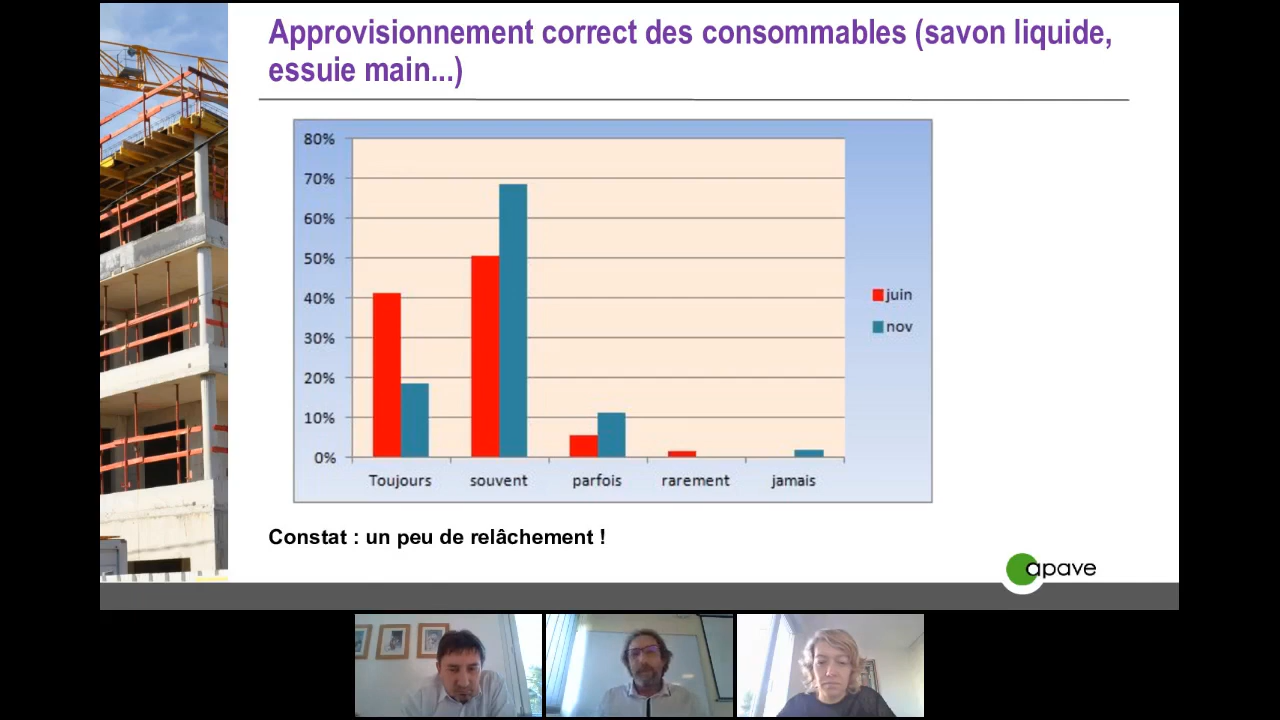 Approvisionnement correct des consommables (savon liquide,
essuie main...)
80%
70%
60%
50%
40%
30%
20%
10%
0%
Toujours souvent parfois rarement jamais
juin
nov
Constat : un peu de relâchement !
apave